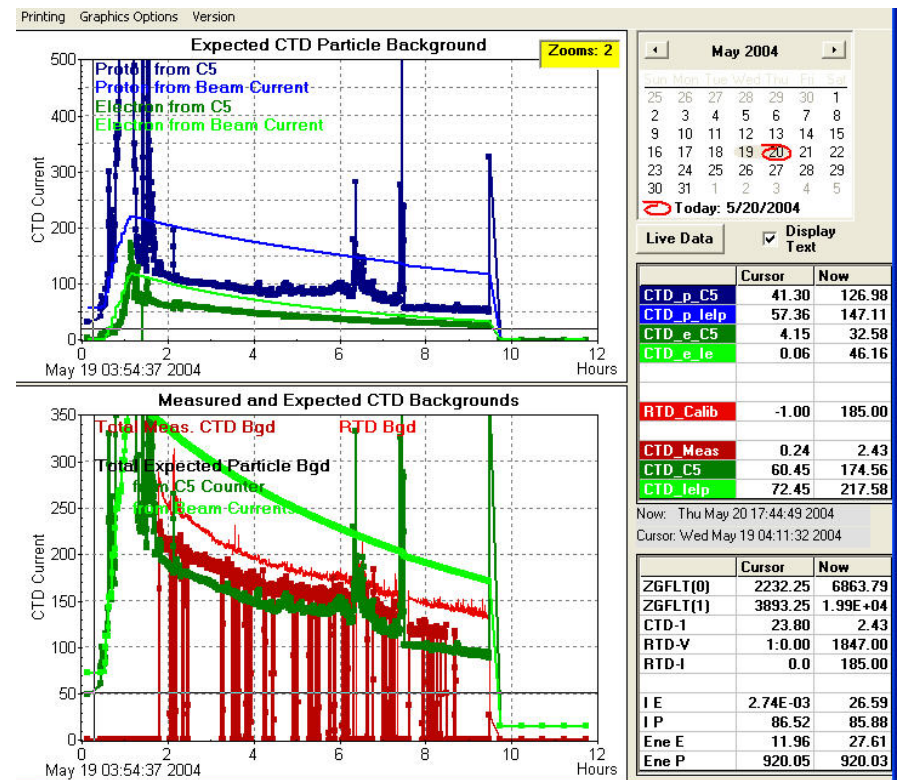 Printing Graphics Options Version
Expected CTD Particle Background
Zooms: 2
Proton from C5
Proton from Beam Current
Electron from C5
Electron from Beam Current
CTD Current
500
400
300
200
100
0
0 2 4 6 8 10 12
May 19 03:54:37 2004 Hours
Measured and Expected CTD Backgrounds
Total Meas. CTD Bgd RTD Bgd
Total Expected Particle Bgd
from C5 Counter
from Beam Currents
CTD Current
350
300
250
200
150
100
50
0
0 2 4 6 8 10 12
May 19 03:54:37 2004 Hours
May 2004
Sun Mon Tue Wed Thu Fri Sat
25 26 27 28 29 30 1
2 3 4 5 6 7 8
9 10 11 12 13 14 15
16 17 18 19 20 21 22
23 24 25 26 27 28 29
30 31 1 2 3 4 5
Today: 5/20/2004
Live Data
Display
Text
Cursor Now
CTD_p_C5 41.30 126.98
CTD_p_IeIp 57.36 147.11
CTD_e_C5 4.15 32.58
CTD_e_Ie 0.06 46.16
RTD_Calib -1.00 185.00
CTD_Meas 0.24 2.43
CTD_C5 60.45 174.56
CTD_IeIp 72.45 217.58
Now: Thu May 20 17:44:49 2004
Cursor: Wed May 19 04:11:32 2004
Cursor Now
ZGFLT(0) 2232.25 6863.79
ZGFLT(1) 3893.25 1.99E+04
CTD-1 23.80 2.43
RTD-V 1:0.00 1847.00
RTD-I 0.0 185.00
I E 2.74E-03 26.59
I P 86.52 85.88
Ene E 11.96 27.61
Ene P 920.05 920.03